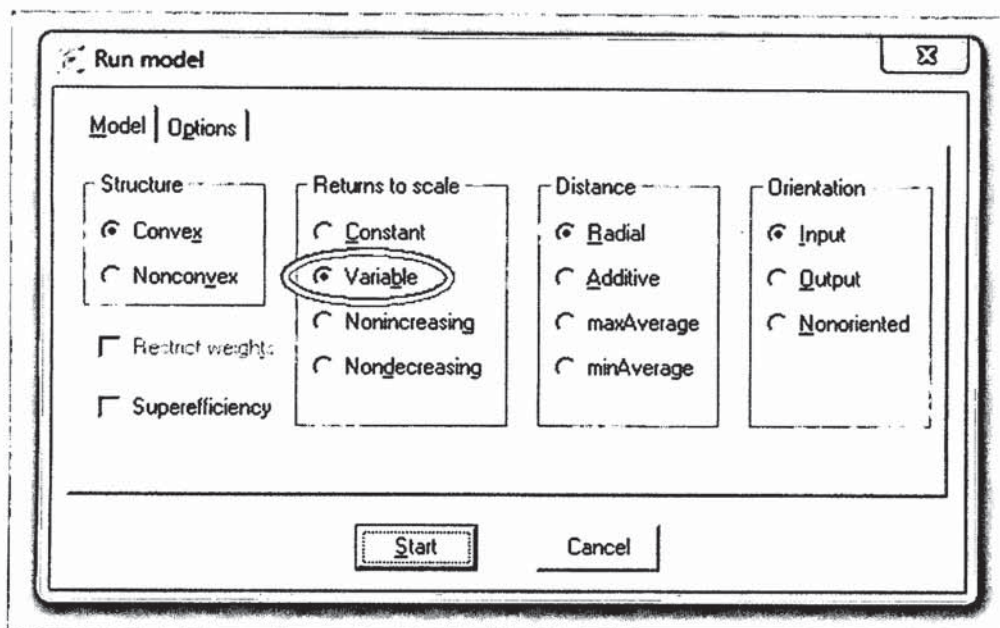 Run model
Model | Options
Structure
Convex
Nonconvex
Restrict weights
Superefficiency
Returns to scale
Constant
Variable
Nonincreasing
Nondecreasing
Distance
Radial
Additive
maxAverage
minAverage
Orientation
Input
Output
Nonoriented
Start
Cancel